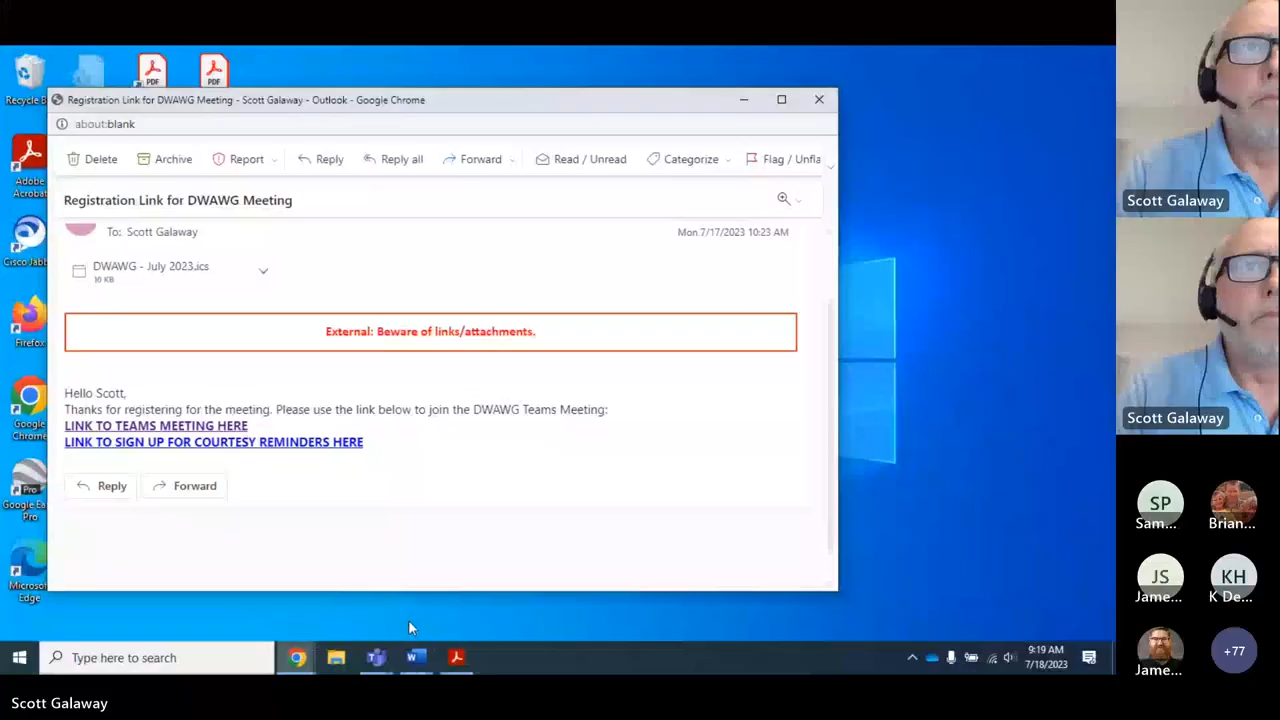 PDF
PDF
Recycle B
Registration Link for DWAWG Meeting - Scott Galaway - Outlook - Google Chrome
about:blank
Delete
Archive
Report
Reply
Reply all
Forward
Read / Unread
Categorize
Flag / Unfla
Registration Link for DWAWG Meeting
To: Scott Galaway
Mon 7/17/2023 10:23 AM
DWAWG - July 2023.ics
10 KB
External: Beware of links/attachments.
Hello Scott,
Thanks for registering for the meeting. Please use the link below to join the DWAWG Teams Meeting:
LINK TO TEAMS MEETING HERE
LINK TO SIGN UP FOR COURTESY REMINDERS HERE
Reply
Forward
Adobe
Acrobat
Cisco Jabb
Firefox
Google
Chrome
Pro
Google Ea
Pro
Microsof
Edge
Type here to search
9:19 AM
7/18/2023
Scott Galaway
Scott Galaway
SP
Sam...
Brian...
JS
Jame...
KH
K De...
Jame...
+77
Scott Galaway